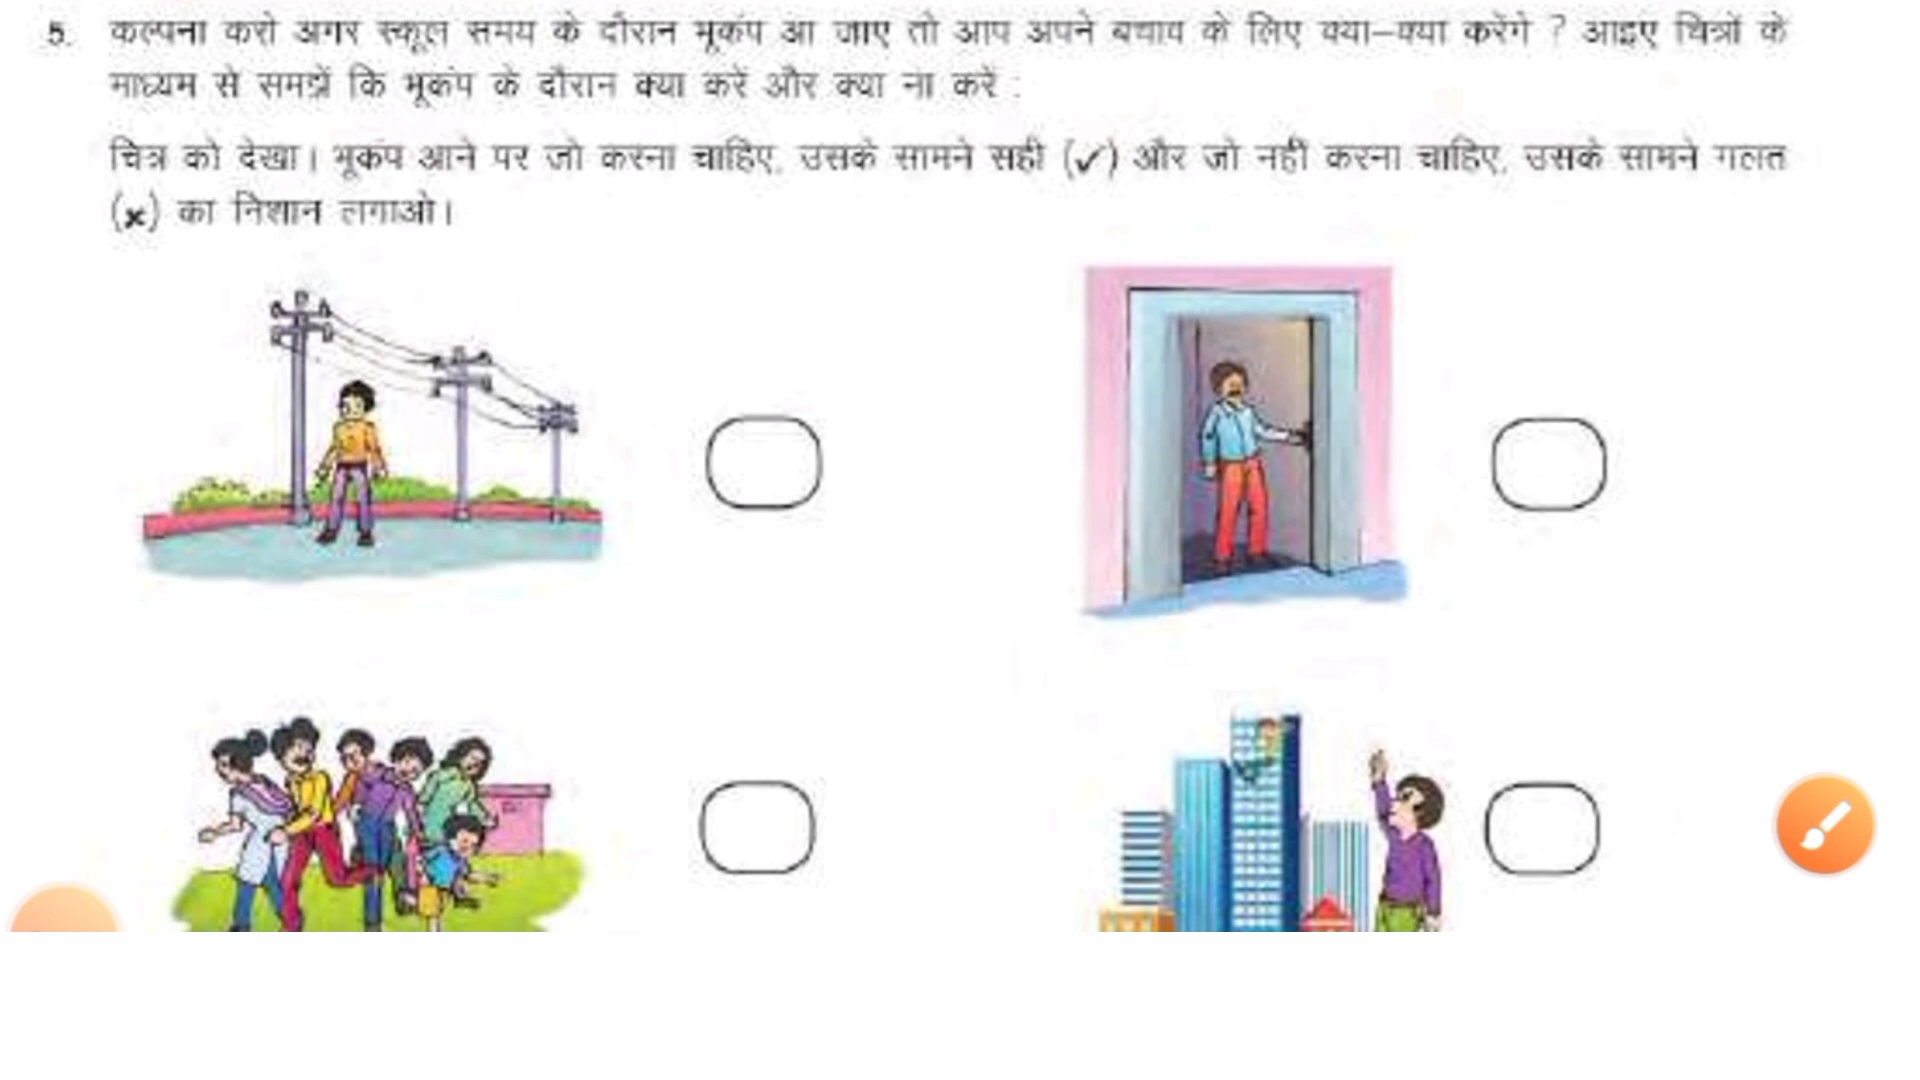 5. कल्पना करो अगर स्कूल समय के दौरान भूकंप आ जाए तो आप अपने बचाव के लिए क्या–क्या करेंगे ? आइए चित्रों के
माध्यम से समझें कि भूकंप के दौरान क्या करें और क्या ना करें :
चित्र को देखा। भूकंप आने पर जो करना चाहिए, उसके सामने सही (✓) और जो नहीं करना चाहिए, उसके सामने गलत
(×) का निशान लगाओ।